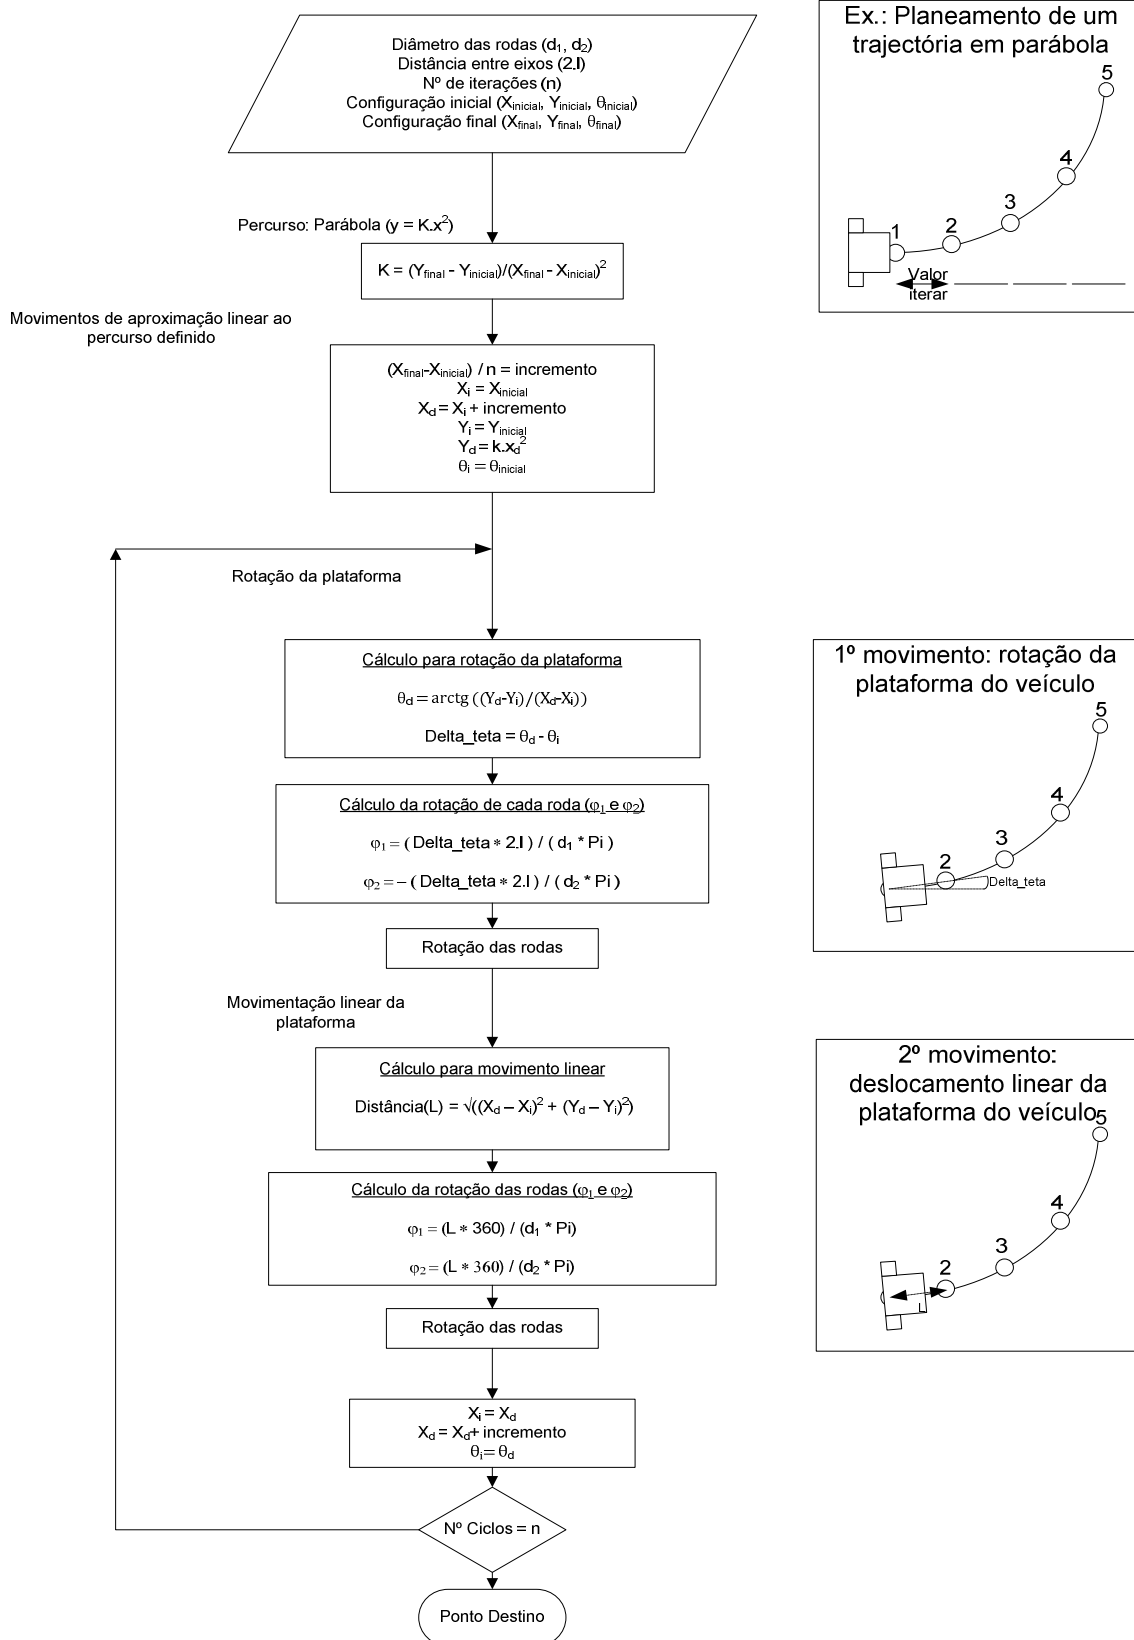 Diâmetro das rodas (d₁, d₂)
Distância entre eixos (2.l)
Nº de iterações (n)
Configuração inicial (Xinicial, Yinicial, θinicial)
Configuração final (Xfinal, Yfinal, θfinal)
Percurso: Parábola (y = K.x²)
K = (Yfinal - Yinicial)/(Xfinal - Xinicial)²
Movimentos de aproximação linear ao
percurso definido
(Xfinal-Xinicial) / n = incremento
Xi = Xinicial
Xd = Xi + incremento
Yi = Yinicial
Yd = k.xd²
θi = θinicial
Rotação da plataforma
Cálculo para rotação da plataforma
θd = arctg ((Yd-Yi)/(Xd-Xi))
Delta_teta = θd - θi
Cálculo da rotação de cada roda (φ₁ e φ₂)
φ₁ = ( Delta_teta * 2.l ) / ( d₁ * Pi )
φ₂ = – ( Delta_teta * 2.l ) / ( d₂ * Pi )
Rotação das rodas
Movimentação linear da
plataforma
Cálculo para movimento linear
Distância(L) = √((Xd – Xi)² + (Yd – Yi)²)
Cálculo da rotação das rodas (φ₁ e φ₂)
φ₁ = (L * 360) / (d₁ * Pi)
φ₂ = (L * 360) / (d₂ * Pi)
Rotação das rodas
Xi = Xd
Xd = Xd+ incremento
θi = θd
Nº Ciclos = n
Ponto Destino
Ex.: Planeamento de um
trajectória em parábola
5
4
3
2
1
Valor
iterar
1º movimento: rotação da
plataforma do veículo
5
4
3
2
Delta_teta
2º movimento:
deslocamento linear da
plataforma do veículo
5
4
3
2
L